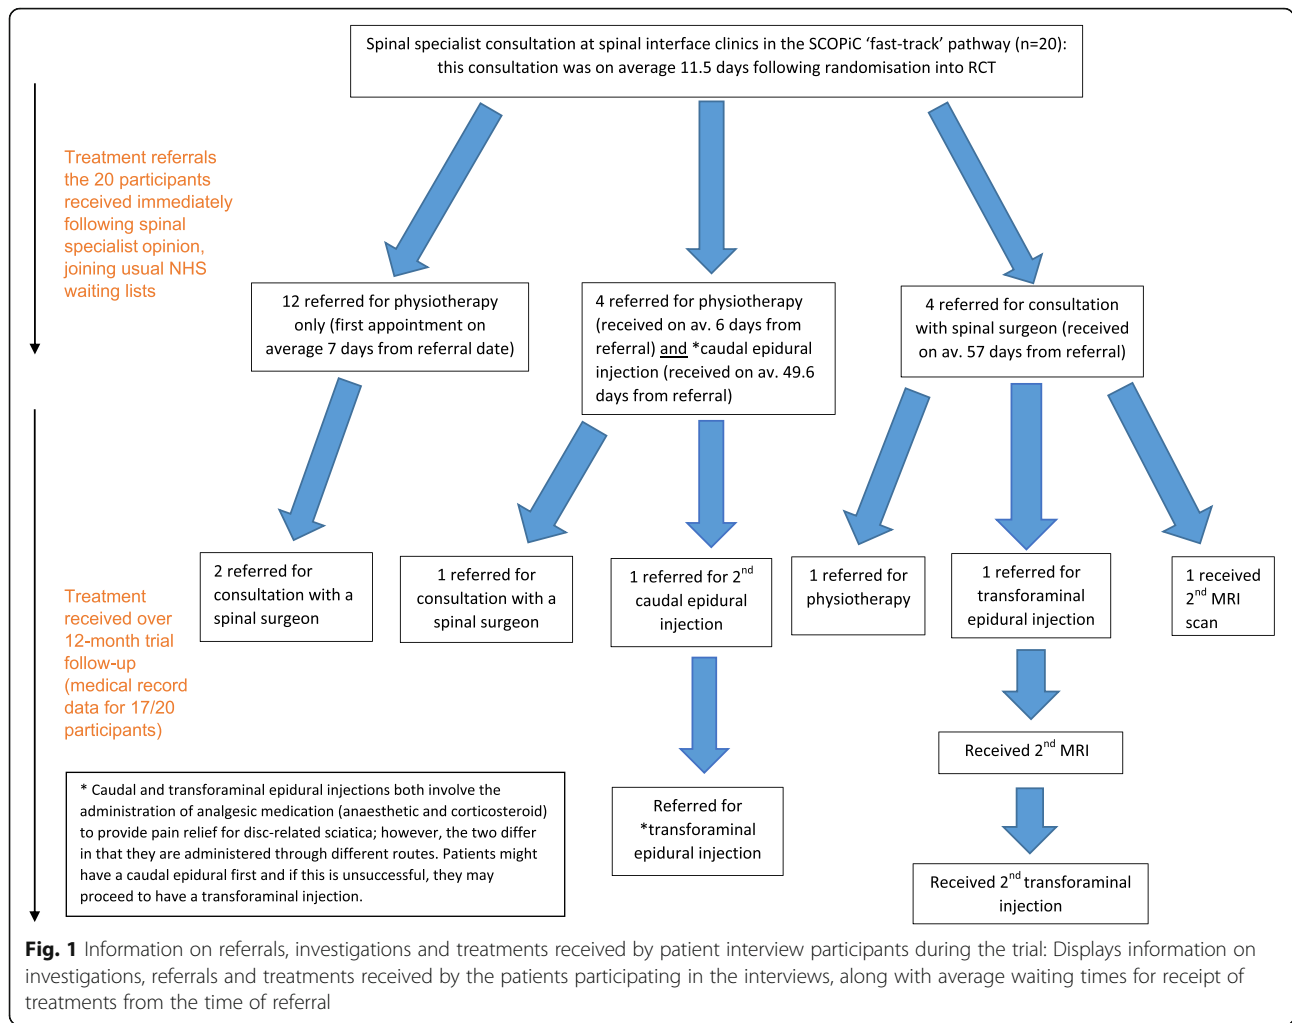 Spinal specialist consultation at spinal interface clinics in the SCOPiC ‘fast-track’ pathway (n=20):
this consultation was on average 11.5 days following randomisation into RCT
Treatment referrals
the 20 participants
received immediately
following spinal
specialist opinion,
joining usual NHS
waiting lists
12 referred for physiotherapy
only (first appointment on
average 7 days from referral date)
4 referred for physiotherapy
(received on av. 6 days from
referral) and *caudal epidural
injection (received on av. 49.6
days from referral)
4 referred for consultation
with spinal surgeon (received
on av. 57 days from referral)
Treatment
received over
12-month trial
follow-up
(medical record
data for 17/20
participants)
2 referred for
consultation with a
spinal surgeon
1 referred for
consultation with a
spinal surgeon
1 referred for 2nd
caudal epidural
injection
1 referred for
physiotherapy
1 referred for
transforaminal
epidural injection
1 received
2nd MRI
scan
Received 2nd MRI
Referred for
*transforaminal
epidural injection
Received 2nd transforaminal
injection
* Caudal and transforaminal epidural injections both involve the
administration of analgesic medication (anaesthetic and corticosteroid)
to provide pain relief for disc-related sciatica; however, the two differ
in that they are administered through different routes. Patients might
have a caudal epidural first and if this is unsuccessful, they may
proceed to have a transforaminal injection.
Fig. 1 Information on referrals, investigations and treatments received by patient interview participants during the trial: Displays information on
investigations, referrals and treatments received by the patients participating in the interviews, along with average waiting times for receipt of
treatments from the time of referral